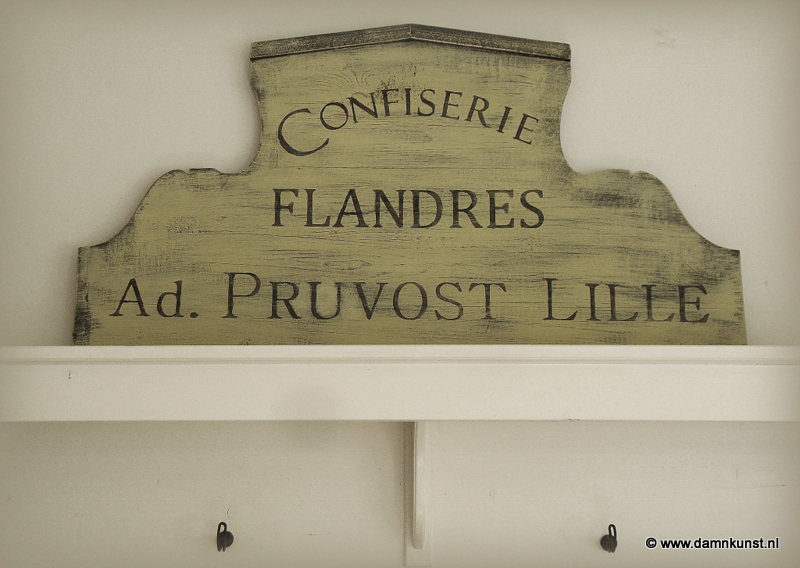 CONFISERIE
FLANDRES
Ad. PRUVOST LILLE
© www.damnkunst.nl